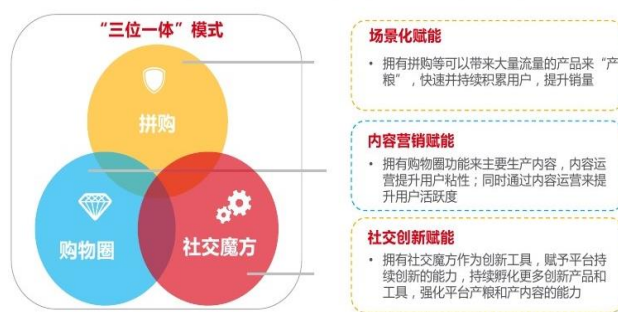 “三位一体”模式
拼购
购物圈
社交魔方
场景化赋能
• 拥有拼购等可以带来大量流量的产品来“产
粮”，快速并持续积累用户，提升销量
内容营销赋能
• 拥有购物圈功能来主要生产内容，内容运
营提升用户粘性；同时通过内容运营来提
升用户活跃度
社交创新赋能
• 拥有社交魔方作为创新工具，赋予平台持
续创新的能力，持续孵化更多创新产品和
工具，强化平台产粮和产内容的能力